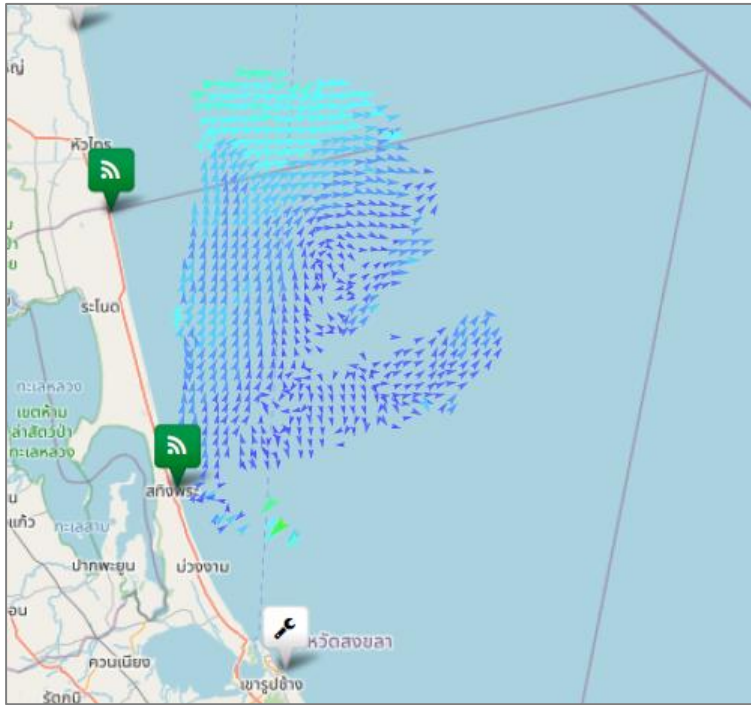 หัวไทร
ระโนด
ทะเลหลวง
เขตห้าม
ล่าสัตว์ป่า
ทะเลหลวง
สทิงพระ
ทะเลสาบ
ปากพะยูน
ม่วงงาม
หวัดสงขลา
ควนเนียง
เขารูปช้าง
รัตภูมิ